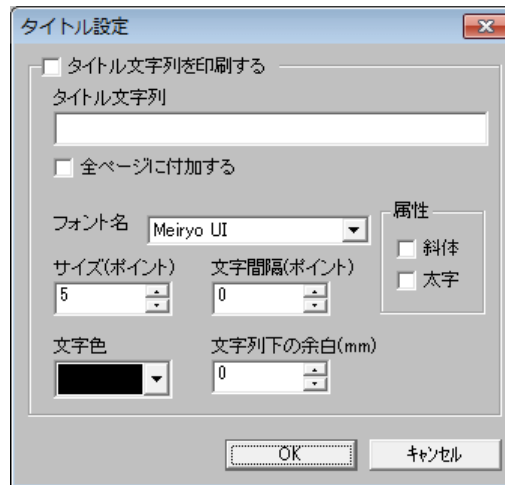 タイトル設定
タイトル文字列を印刷する
タイトル文字列
全ページに付加する
フォント名
Meiryo UI
属性
斜体
太字
サイズ(ポイント)
文字間隔(ポイント)
5
0
文字色
文字列下の余白(mm)
0
OK
キャンセル